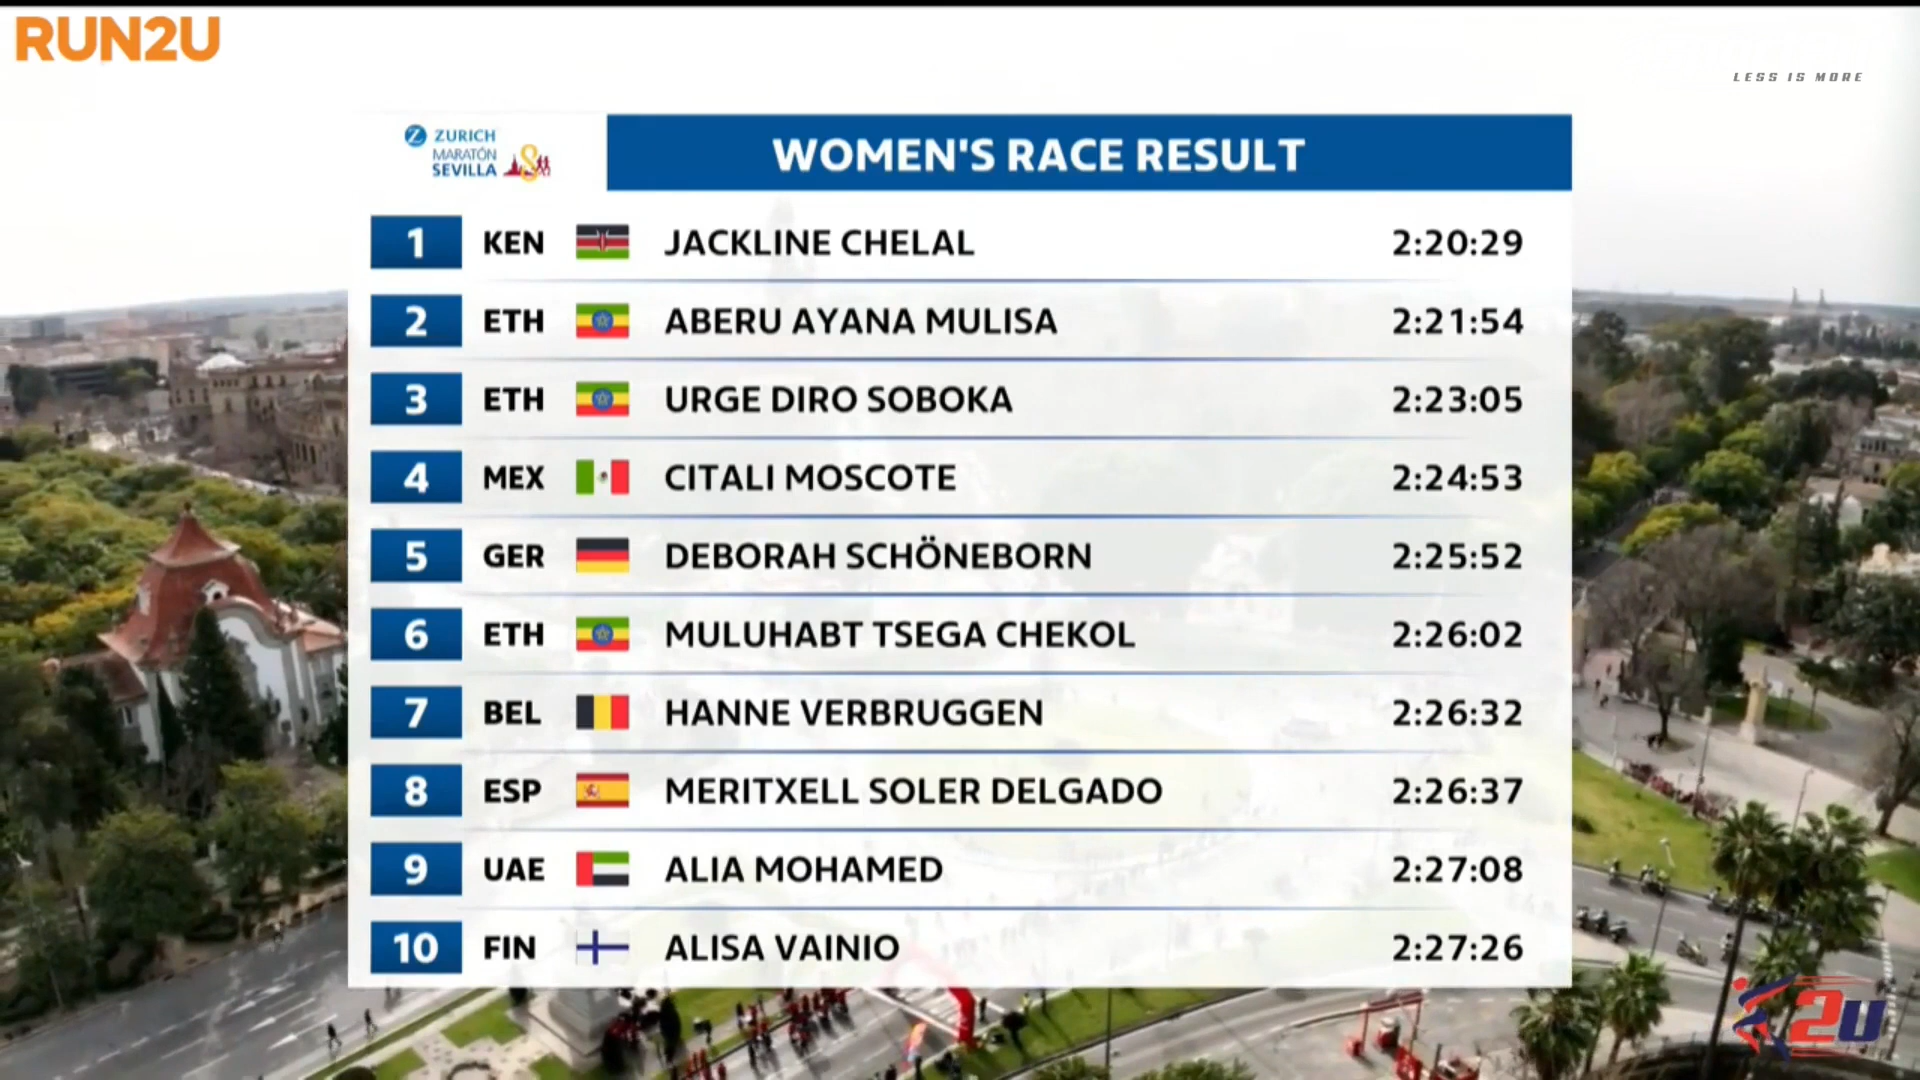 RUN2U
LESS IS MORE
ZURICH
MARATÓN
SEVILLA
WOMEN'S RACE RESULT
1 KEN JACKLINE CHELAL 2:20:29
2 ETH ABERU AYANA MULISA 2:21:54
3 ETH URGE DIRO SOBOKA 2:23:05
4 MEX CITALI MOSCOTE 2:24:53
5 GER DEBORAH SCHÖNEBORN 2:25:52
6 ETH MULUHABT TSEGA CHEKOL 2:26:02
7 BEL HANNE VERBRUGGEN 2:26:32
8 ESP MERITXELL SOLER DELGADO 2:26:37
9 UAE ALIA MOHAMED 2:27:08
10 FIN ALISA VAINIO 2:27:26
2u